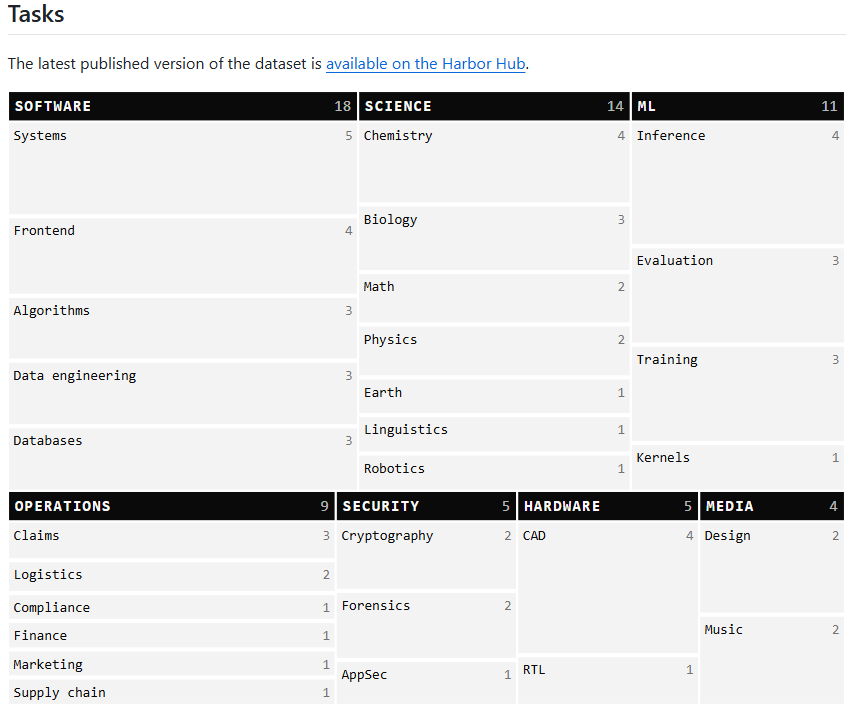 Tasks
The latest published version of the dataset is available on the Harbor Hub.
SOFTWARE 18
Systems 5
Frontend 4
Algorithms 3
Data engineering 3
Databases 3
SCIENCE 14
Chemistry 4
Biology 3
Math 2
Physics 2
Earth 1
Linguistics 1
Robotics 1
ML 11
Inference 4
Evaluation 3
Training 3
Kernels 1
OPERATIONS 9
Claims 3
Logistics 2
Compliance 1
Finance 1
Marketing 1
Supply chain 1
SECURITY 5
Cryptography 2
Forensics 2
AppSec 1
HARDWARE 5
CAD 4
RTL 1
MEDIA 4
Design 2
Music 2